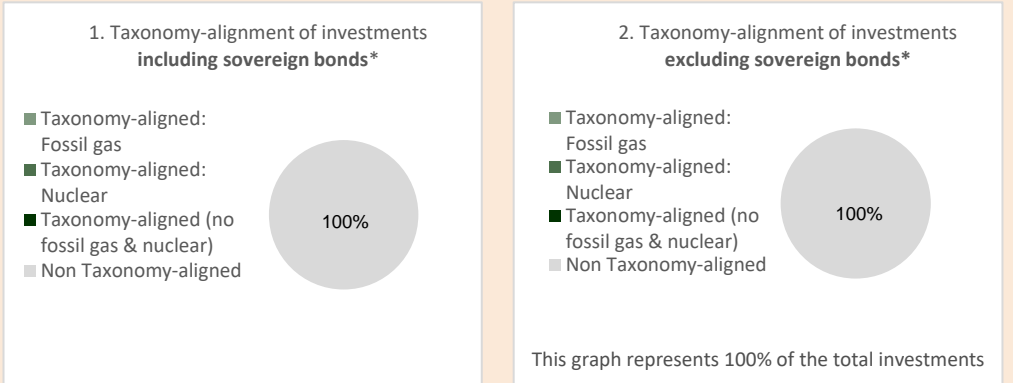 1. Taxonomy-alignment of investments
including sovereign bonds*
Taxonomy-aligned:
Fossil gas
Taxonomy-aligned:
Nuclear
Taxonomy-aligned (no
fossil gas & nuclear)
Non Taxonomy-aligned
100%
2. Taxonomy-alignment of investments
excluding sovereign bonds*
Taxonomy-aligned:
Fossil gas
Taxonomy-aligned:
Nuclear
Taxonomy-aligned (no
fossil gas & nuclear)
Non Taxonomy-aligned
100%
This graph represents 100% of the total investments